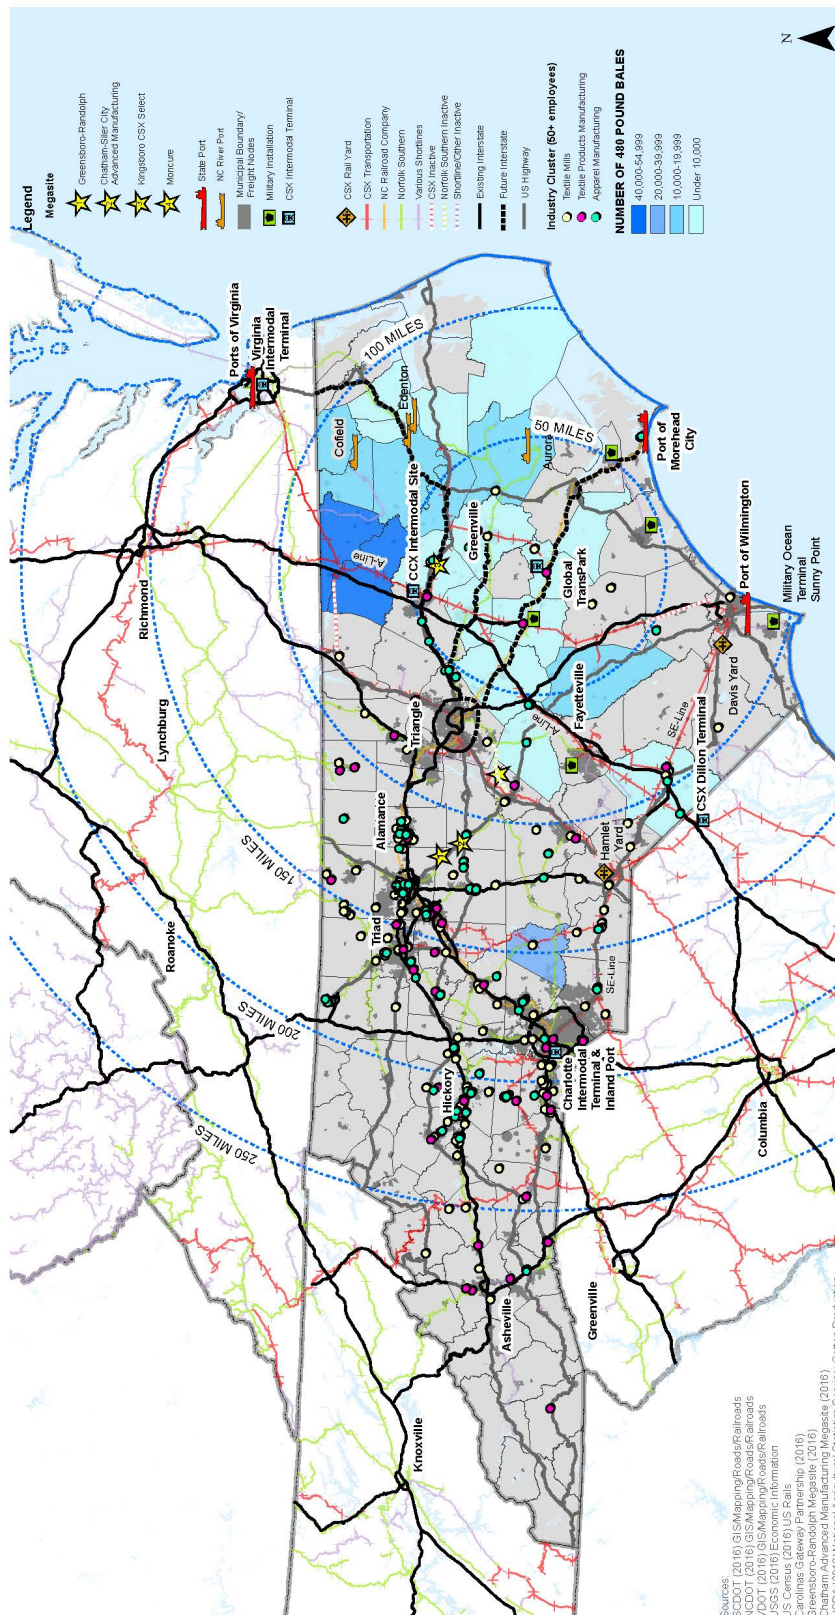 Legend
Megasite
Greensboro-Randolph
Chatham-Siler City
Advanced Manufacturing
Kingsboro CSX Select
Moncure
State Port
NC River Port
Municipal Boundary/
Freight Nodes
Military Installation
CSX Intermodal Terminal
CSX Rail Yard
CSX Transportation
NC Railroad Company
Norfolk Southern
Various Shortlines
CSX Inactive
Norfolk Southern Inactive
Shortline/Other Inactive
Existing Interstate
Future Interstate
US Highway
Industry Cluster (50+ employees)
Textile Mills
Textile Products Manufacturing
Apparel Manufacturing
NUMBER OF 480 POUND BALES
40,000-54,999
20,000-39,999
10,000-19,999
Under 10,000
N
Ports of Virginia
Virginia
Intermodal
Terminal
100 MILES
50 MILES
150 MILES
200 MILES
250 MILES
Cofield
Edenton
Aurora
CCX Intermodal Site
A-Line
Greenville
Global
TransPark
Port of
Morehead
City
Port of Wilmington
Military Ocean
Terminal
Sunny Point
Davis Yard
SE-Line
Fayetteville
A-Line
CSX Dillon Terminal
Hamlet
Yard
SE-Line
Richmond
Lynchburg
Roanoke
Triangle
Alamance
Triad
Hickory
Charlotte
Intermodal
Terminal &
Inland Port
Columbia
Asheville
Greenville
Knoxville
Sources:
SCDOT (2016) GIS/Mapping/Roads/Railroads
NCDOT (2016) GIS/Mapping/Roads/Railroads
VDOT (2016) GIS/Mapping/Roads/Railroads
USGS (2016) Economic Information
US Census (2016) US Rails
Carolinas Gateway Partnership (2016)
Greensboro-Randolph Megasite (2016)
Chatham Advanced Manufacturing Megasite (2016)